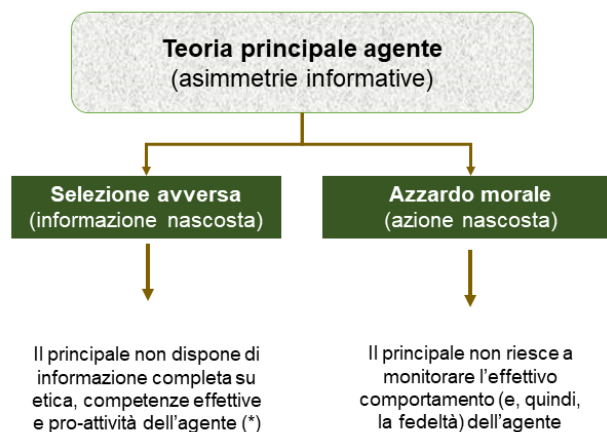 Teoria principale agente
(asimmetrie informative)
Selezione avversa
(informazione nascosta)
Azzardo morale
(azione nascosta)
Il principale non dispone di
informazione completa su
etica, competenze effettive
e pro-attività dell'agente (*)
Il principale non riesce a
monitorare l'effettivo
comportamento (e, quindi,
la fedeltà) dell'agente